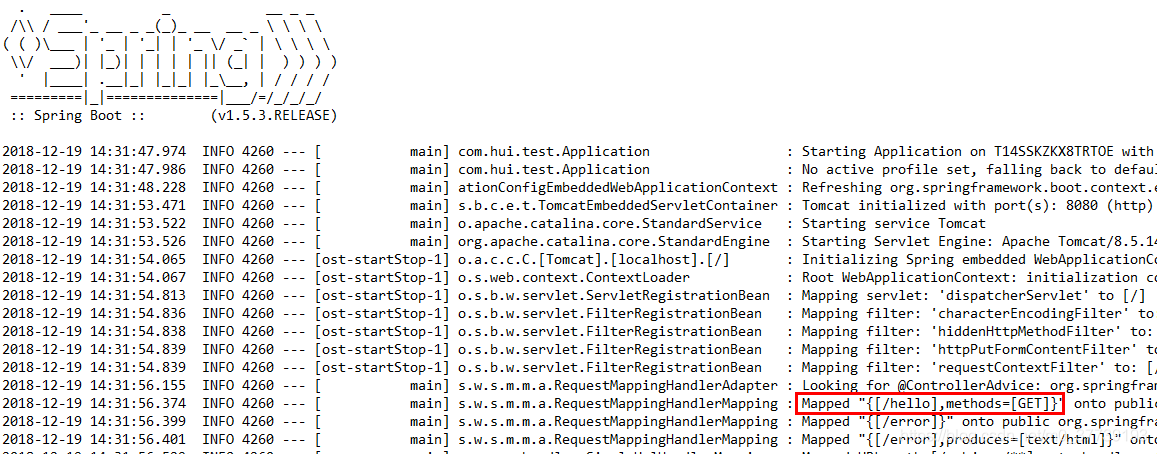 .   ____          _            __ _ _
 /\\ / ___'_ __ _ _(_)_ __  __ _ \ \ \ \
( ( )\___ | '_ | '_| | '_ \/ _` | \ \ \ \
 \\/  ___)| |_)| | | | | || (_| |  ) ) ) )
  '  |____| .__|_| |_|_| |_\__, | / / / /
 =========|_|==============|___/=/_/_/_/
 :: Spring Boot ::        (v1.5.3.RELEASE)
2018-12-19 14:31:47.974  INFO 4260 --- [           main] com.hui.test.Application                 : Starting Application on T14SSKZKX8TRTOE with
2018-12-19 14:31:47.986  INFO 4260 --- [           main] com.hui.test.Application                 : No active profile set, falling back to defau
2018-12-19 14:31:48.228  INFO 4260 --- [           main] ationConfigEmbeddedWebApplicationContext : Refreshing org.springframework.boot.context.e
2018-12-19 14:31:53.471  INFO 4260 --- [           main] s.b.c.e.t.TomcatEmbeddedServletContainer : Tomcat initialized with port(s): 8080 (http)
2018-12-19 14:31:53.522  INFO 4260 --- [           main] o.apache.catalina.core.StandardService   : Starting service Tomcat
2018-12-19 14:31:53.526  INFO 4260 --- [           main] org.apache.catalina.core.StandardEngine  : Starting Servlet Engine: Apache Tomcat/8.5.14
2018-12-19 14:31:54.065  INFO 4260 --- [ost-startStop-1] o.a.c.c.C.[Tomcat].[localhost].[/]       : Initializing Spring embedded WebApplicationCo
2018-12-19 14:31:54.067  INFO 4260 --- [ost-startStop-1] o.s.web.context.ContextLoader            : Root WebApplicationContext: initialization co
2018-12-19 14:31:54.813  INFO 4260 --- [ost-startStop-1] o.s.b.w.servlet.ServletRegistrationBean  : Mapping servlet: 'dispatcherServlet' to [/]
2018-12-19 14:31:54.836  INFO 4260 --- [ost-startStop-1] o.s.b.w.servlet.FilterRegistrationBean   : Mapping filter: 'characterEncodingFilter' to:
2018-12-19 14:31:54.838  INFO 4260 --- [ost-startStop-1] o.s.b.w.servlet.FilterRegistrationBean   : Mapping filter: 'hiddenHttpMethodFilter' to:
2018-12-19 14:31:54.839  INFO 4260 --- [ost-startStop-1] o.s.b.w.servlet.FilterRegistrationBean   : Mapping filter: 'httpPutFormContentFilter' to
2018-12-19 14:31:54.839  INFO 4260 --- [ost-startStop-1] o.s.b.w.servlet.FilterRegistrationBean   : Mapping filter: 'requestContextFilter' to: [/
2018-12-19 14:31:56.155  INFO 4260 --- [           main] s.w.s.m.m.a.RequestMappingHandlerAdapter : Looking for @ControllerAdvice: org.springfram
2018-12-19 14:31:56.374  INFO 4260 --- [           main] s.w.s.m.m.a.RequestMappingHandlerMapping : Mapped "{[/hello],methods=[GET]}" onto public
2018-12-19 14:31:56.399  INFO 4260 --- [           main] s.w.s.m.m.a.RequestMappingHandlerMapping : Mapped "{[/error]}" onto public org.springfra
2018-12-19 14:31:56.401  INFO 4260 --- [           main] s.w.s.m.m.a.RequestMappingHandlerMapping : Mapped "{[/error],produces=[text/html]}" onto